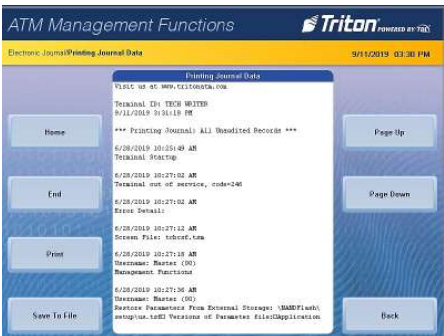 ATM Management Functions
Triton POWERED BY
Electronic Journal/Printing Journal Data
9/11/2019 03:30 PM
Printing Journal Data
Visit us at www.tritonatm.com
Terminal ID: TECH WRITER
9/11/2019 3:31:18 PM
*** Printing Journal: All Unaudited Records ***
6/28/2019 10:25:49 AM
Terminal Startup
6/28/2019 10:27:02 AM
Terminal out of service, code=246
6/28/2019 10:27:02 AM
Error Detail:
6/28/2019 10:27:12 AM
Screen File: tcbcsf.tsm
6/28/2019 10:27:18 AM
Username: Master (00)
Management Functions
6/28/2019 10:27:36 AM
Username: Master (00)
Restore Parameters From External Storage: \NANDFlash\
setup\us.tsfÛ Versions of Parameter file:ÛApplication
Home
End
Print
Save To File
Page Up
Page Down
Back